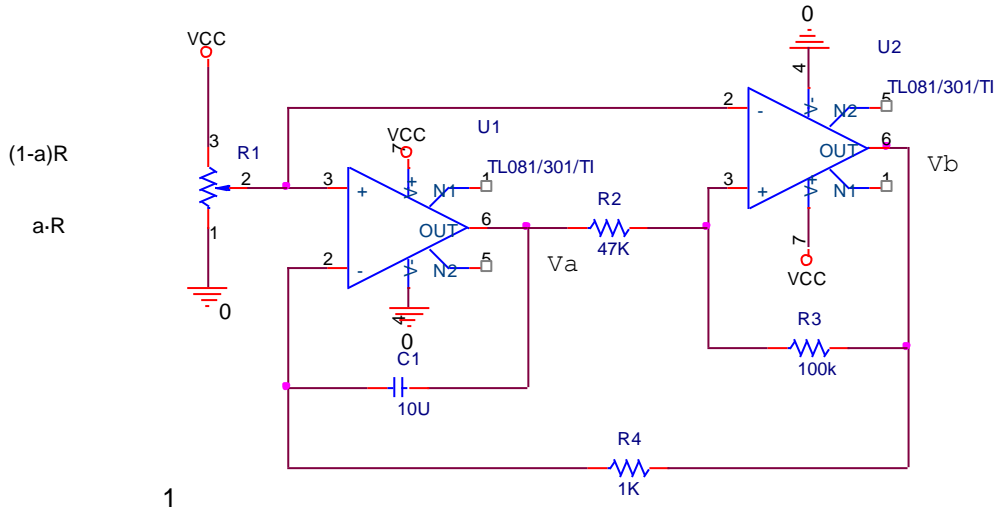 0
VCC
U2
4
V-
TL081/301/TI
5
N2
2
-
U1
(1-a)R
3
R1
VCC
7
TL081/301/TI
OUT
6
Vb
2
3
+
V+
N1
1
R2
3
+
V+
N1
1
a·R
1
OUT
6
47K
7
2
-
V-
N2
5
Va
VCC
0
4
0
R3
C1
100k
10U
R4
1K
1